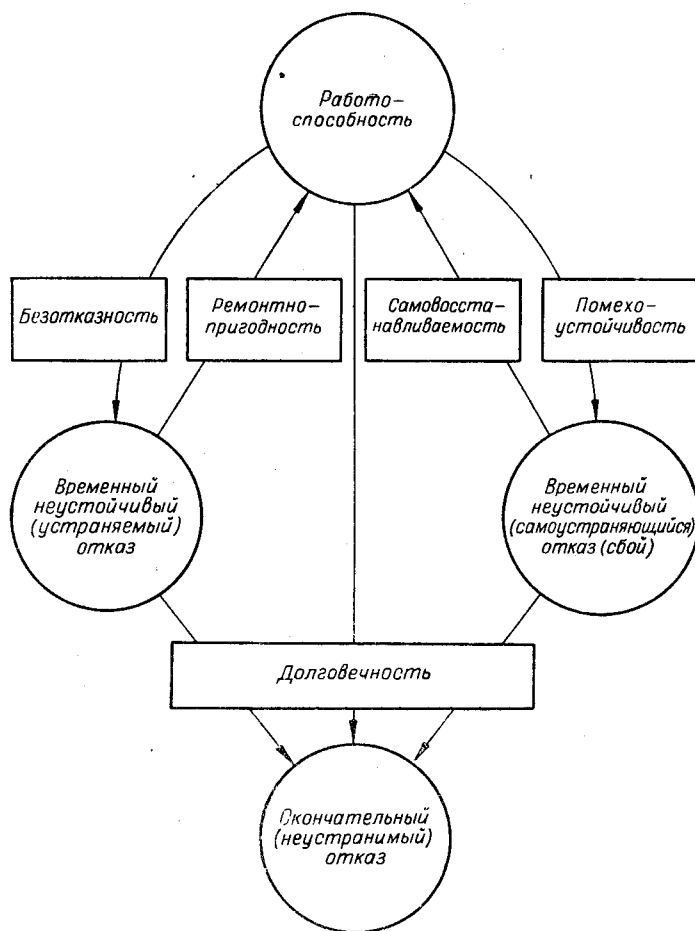 Работо-
способность
Безотказность
Ремонтно-
пригодность
Самовосста-
навливаемость
Помехо-
устойчивость
Временный
неустойчивый
(устраняемый)
отказ
Временный
неустойчивый
(самоустраняющийся)
отказ (сбой)
Долговечность
Окончательный
(неустранимый)
отказ